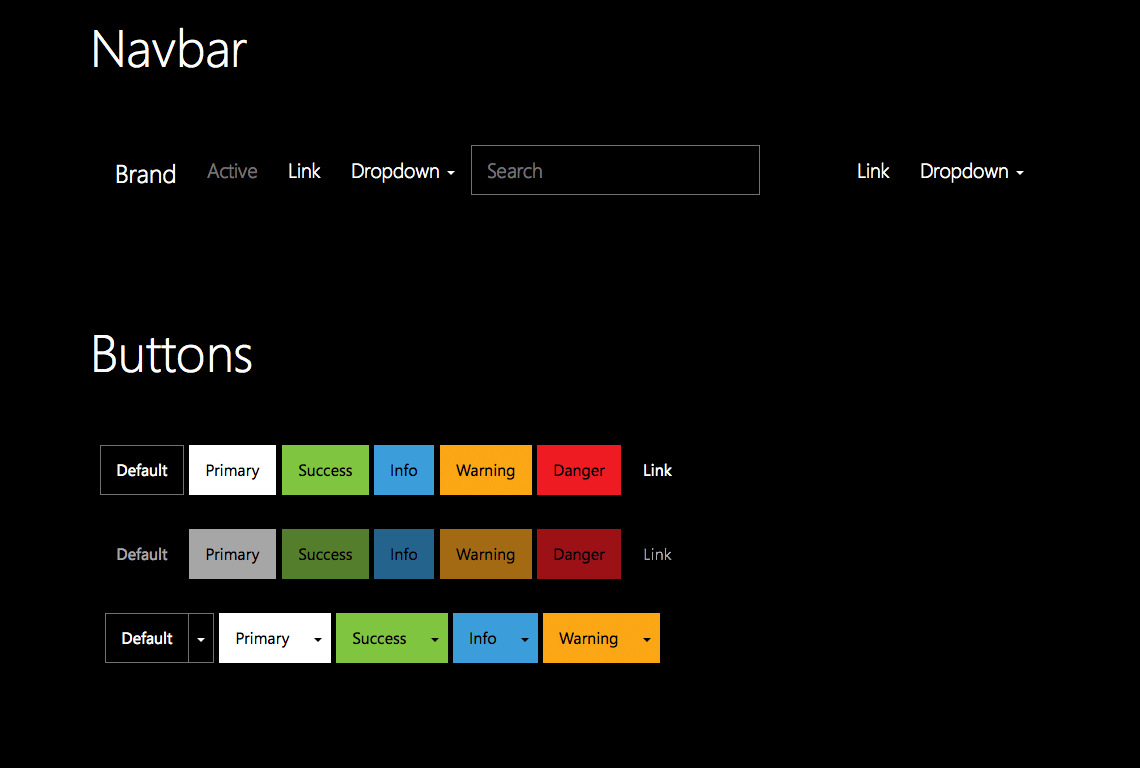 Navbar
Brand Active Link Dropdown Search Link Dropdown
Buttons
Default Primary Success Info Warning Danger Link
Default Primary Success Info Warning Danger Link
Default Primary Success Info Warning